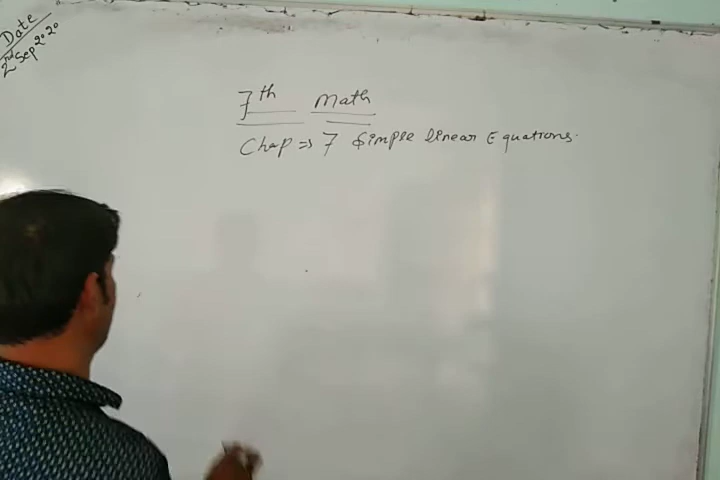 Date
2nd Sep 2020
7th Math
Chap => 7 Simple linear Equations.